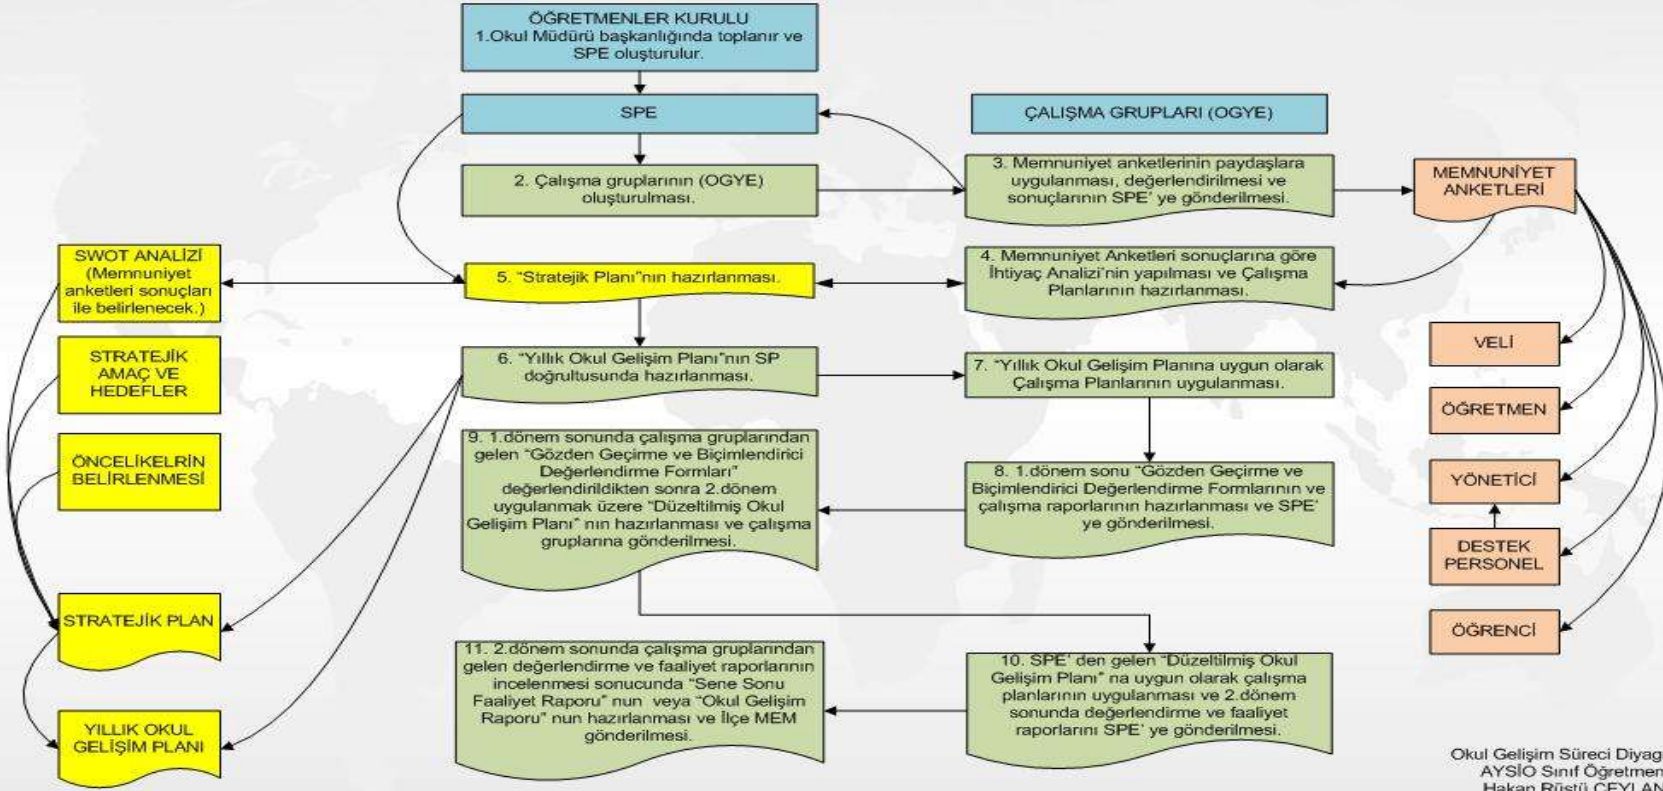 ÖĞRETMENLER KURULU
1.Okul Müdürü başkanlığında toplanır ve
SPE oluşturulur.
SPE
ÇALIŞMA GRUPLARI (OGYE)
2. Çalışma gruplarının (OGYE)
oluşturulması.
3. Memnuniyet anketlerinin paydaşlara
uygulanması, değerlendirilmesi ve
sonuçlarının SPE' ye gönderilmesi.
MEMNUNİYET
ANKETLERİ
SWOT ANALİZİ
(Memnuniyet
anketleri sonuçları
ile belirlenecek.)
5. "Stratejik Planı"nın hazırlanması.
4. Memnuniyet Anketleri sonuçlarına göre
İhtiyaç Analizi'nin yapılması ve Çalışma
Planlarının hazırlanması.
VELİ
STRATEJİK
AMAÇ VE
HEDEFLER
6. "Yıllık Okul Gelişim Planı"nın SP
doğrultusunda hazırlanması.
7. "Yıllık Okul Gelişim Planına uygun olarak
Çalışma Planlarının uygulanması.
ÖĞRETMEN
ÖNCELİKELRİN
BELİRLENMESİ
9. 1.dönem sonunda çalışma gruplarından
gelen "Gözden Geçirme ve Biçimlendirici
Değerlendirme Formları"
değerlendirildikten sonra 2.dönem
uygulanmak üzere "Düzeltilmiş Okul
Gelişim Planı" nın hazırlanması ve çalışma
gruplarına gönderilmesi.
8. 1.dönem sonu "Gözden Geçirme ve
Biçimlendirici Değerlendirme Formlarının ve
çalışma raporlarının hazırlanması ve SPE'
ye gönderilmesi.
YÖNETİCİ
DESTEK
PERSONEL
STRATEJİK PLAN
ÖĞRENCİ
11. 2.dönem sonunda çalışma gruplarından
gelen değerlendirme ve faaliyet raporlarının
incelenmesi sonucunda "Sene Sonu
Faaliyet Raporu" nun veya "Okul Gelişim
Raporu" nun hazırlanması ve İlçe MEM
gönderilmesi.
10. SPE' den gelen "Düzeltilmiş Okul
Gelişim Planı" na uygun olarak çalışma
planlarının uygulanması ve 2.dönem
sonunda değerlendirme ve faaliyet
raporlarını SPE' ye gönderilmesi.
YILLIK OKUL
GELİŞİM PLANI
Okul Gelişim Süreci Diyag
AYSİO Sınıf Öğretmen
Hakan Rüştü CEYLAN